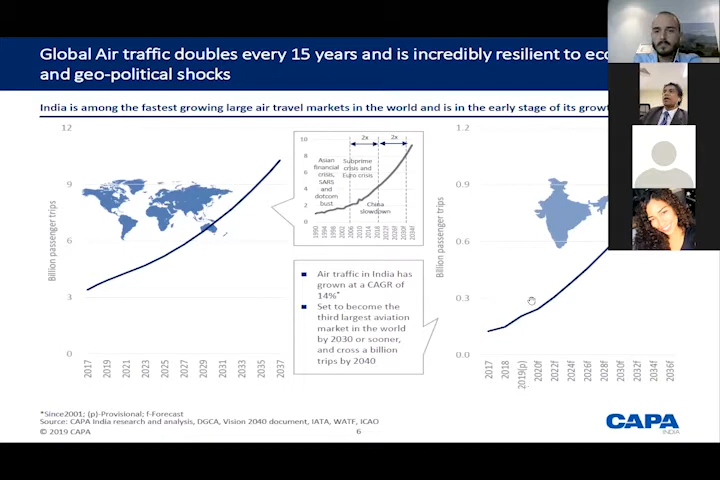 Global Air traffic doubles every 15 years and is incredibly resilient to
and geo-political shocks
India is among the fastest growing large air travel markets in the world and is in the early stage of its
12
9
6
3
0
Billion passenger trips
2017
2019
2021
2023
2025
2027
2029
2031
2033
2035
2037
10
8
6
4
2
0
2x
2x
Asian financial crisis, SARS and dotcom bust
Subprime crisis and Euro crisis
China slowdown
1990
1994
1998
2002
2006
2010
2014
2018
2022f
2026f
2030f
2034f
Air traffic in India has
grown at a CAGR of
14%*
Set to become the
third largest aviation
market in the world
by 2030 or sooner,
and cross a billion
trips by 2040
1.2
0.9
0.6
0.3
0.0
Billion passenger trips
2017
2018
2019(p)
2020f
2022f
2024f
2026f
2028f
2030f
2032f
2034f
2036f
*Since2001; (p)-Provisional; f-Forecast
Source: CAPA India research and analysis, DGCA, Vision 2040 document, IATA, WATF, ICAO
© 2019 CAPA
6
CAPA
INDIA